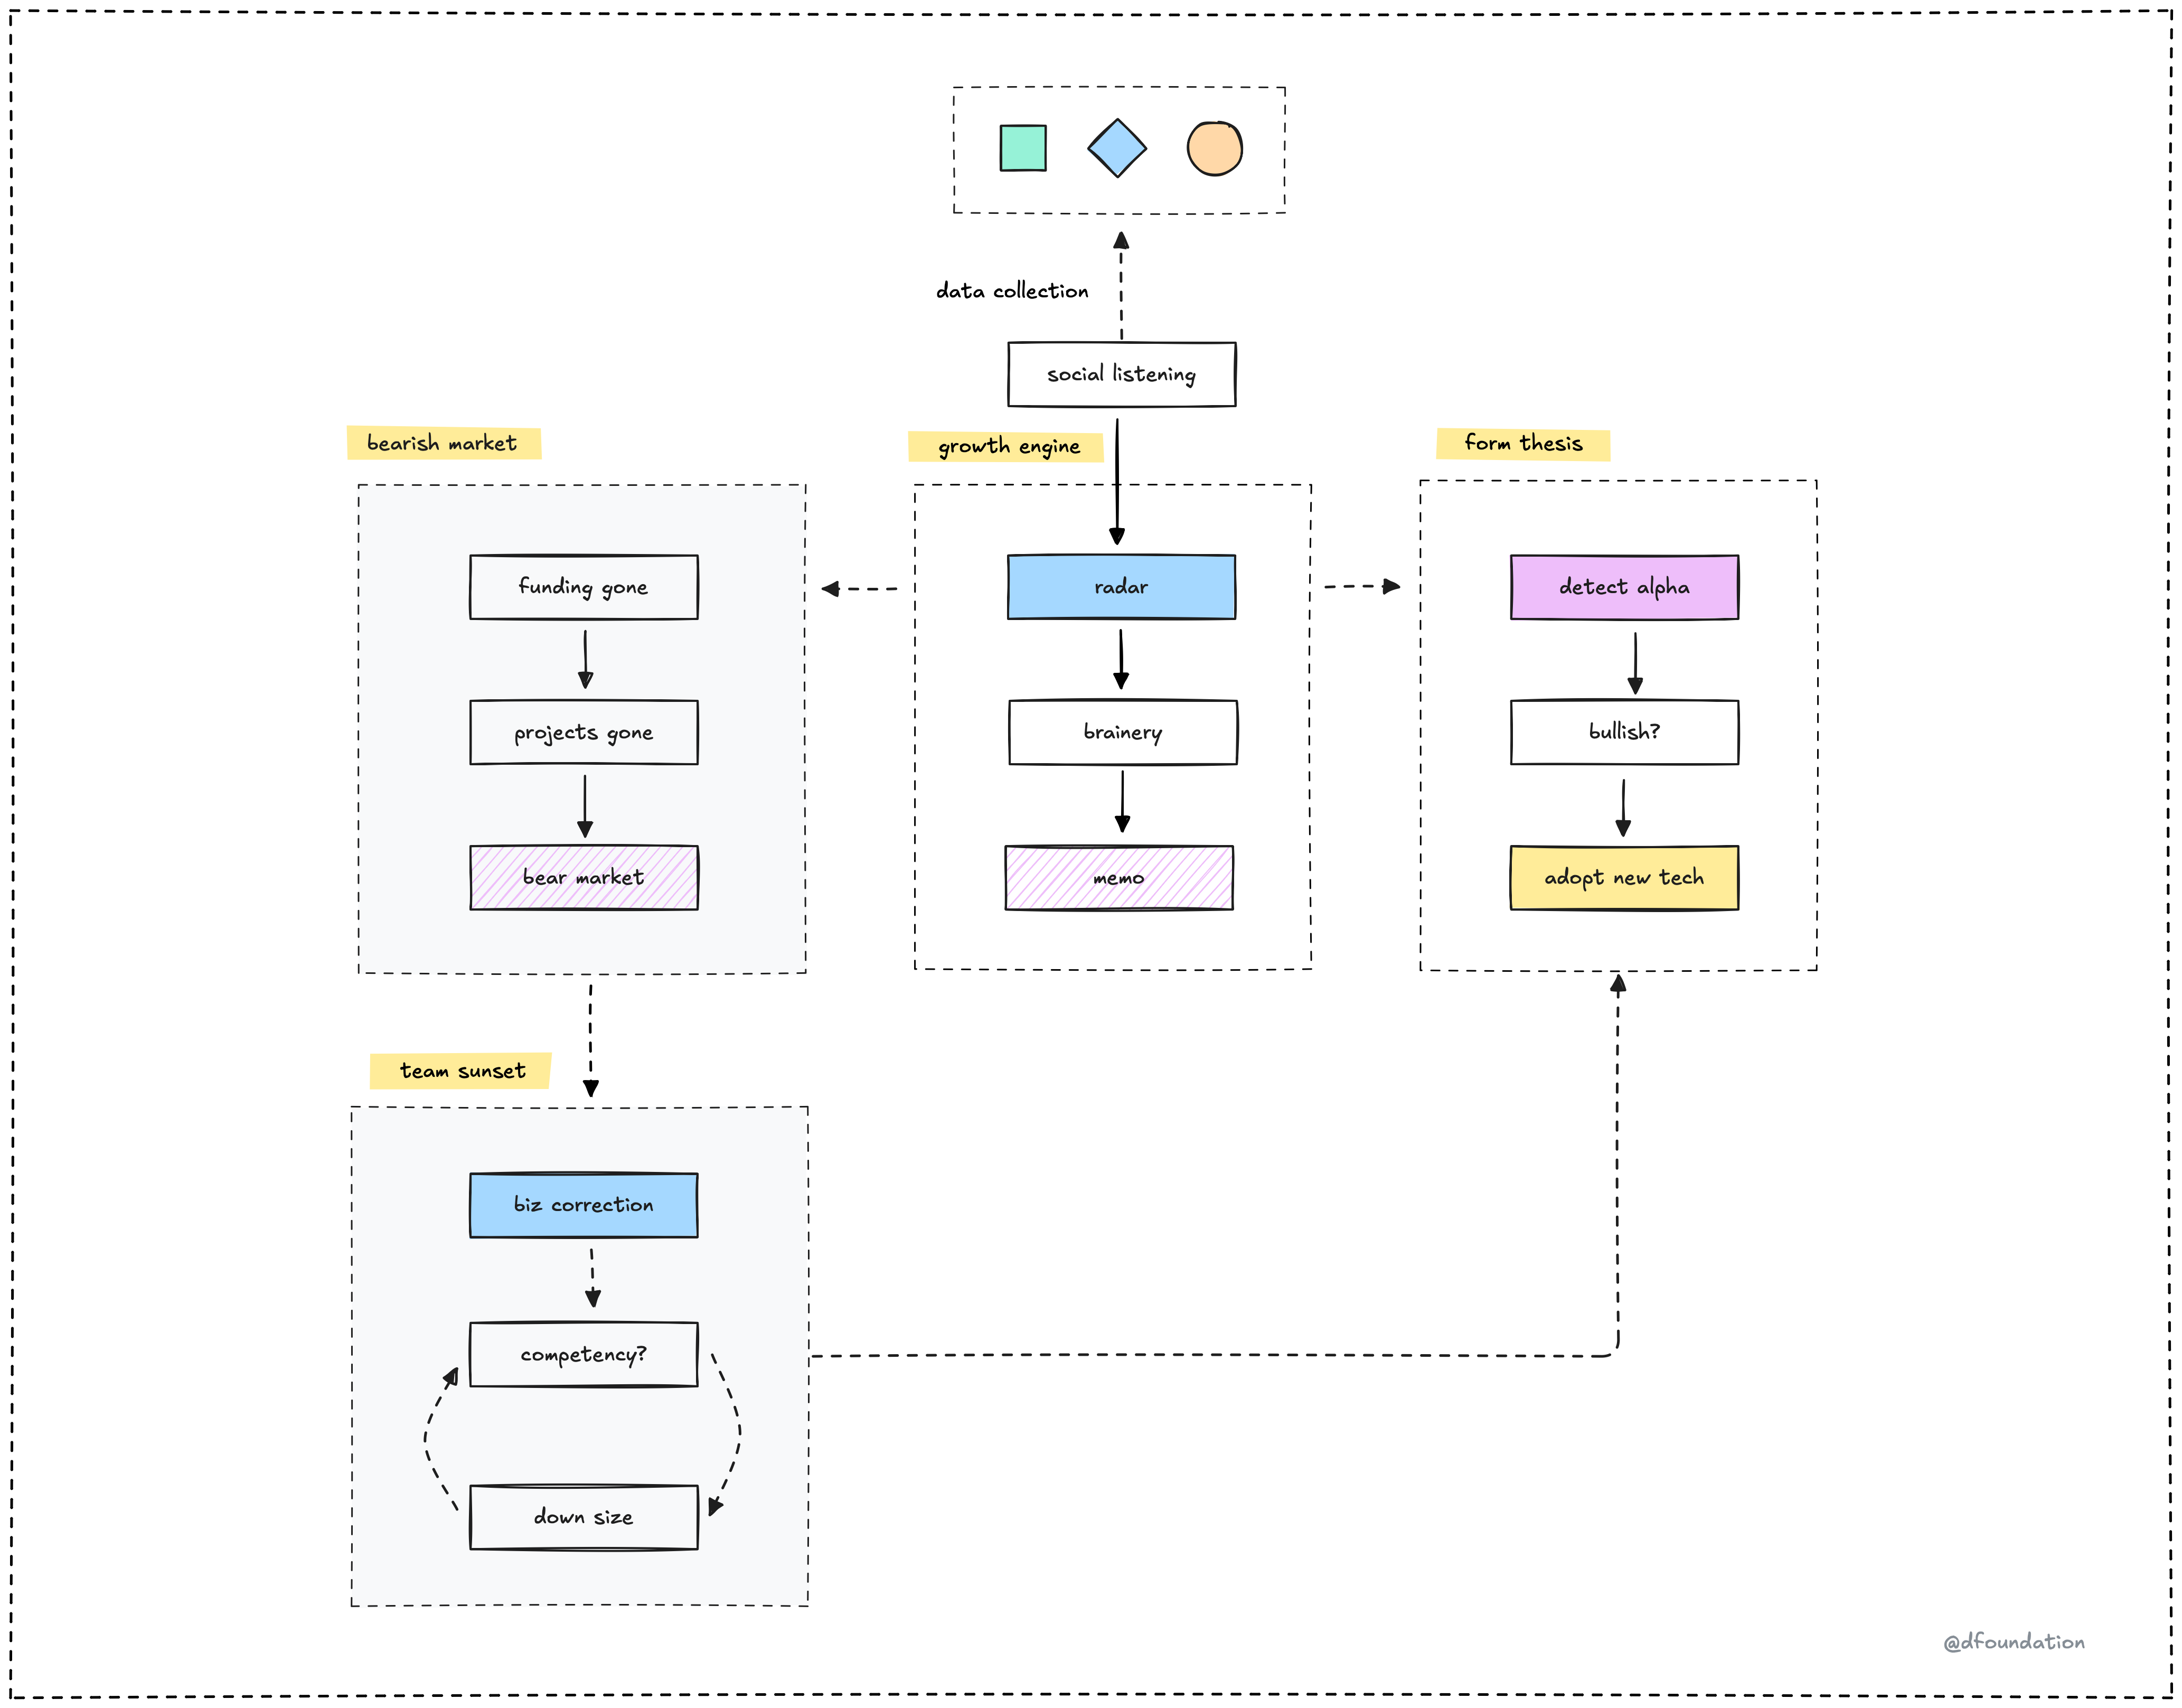 data collection
social listening
bearish market
growth engine
form thesis
funding gone
radar
detect alpha
projects gone
brainery
bullish?
bear market
memo
adopt new tech
team sunset
biz correction
competency?
down size
@dfoundation